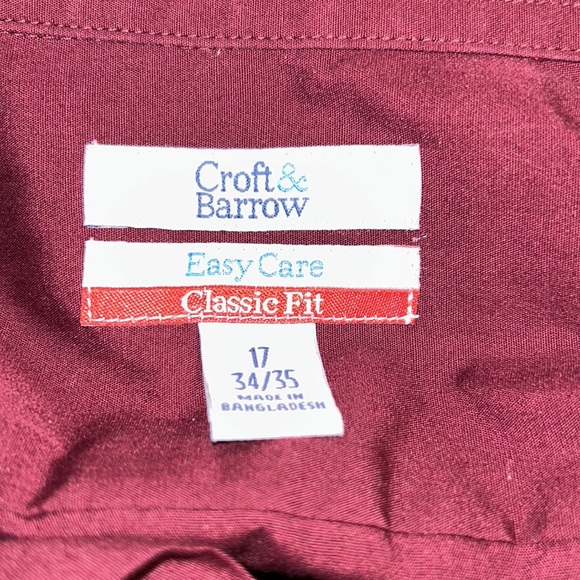 Croft&
Barrow
Easy Care
Classic Fit
17
34/35
MADE IN
BANGLADESH